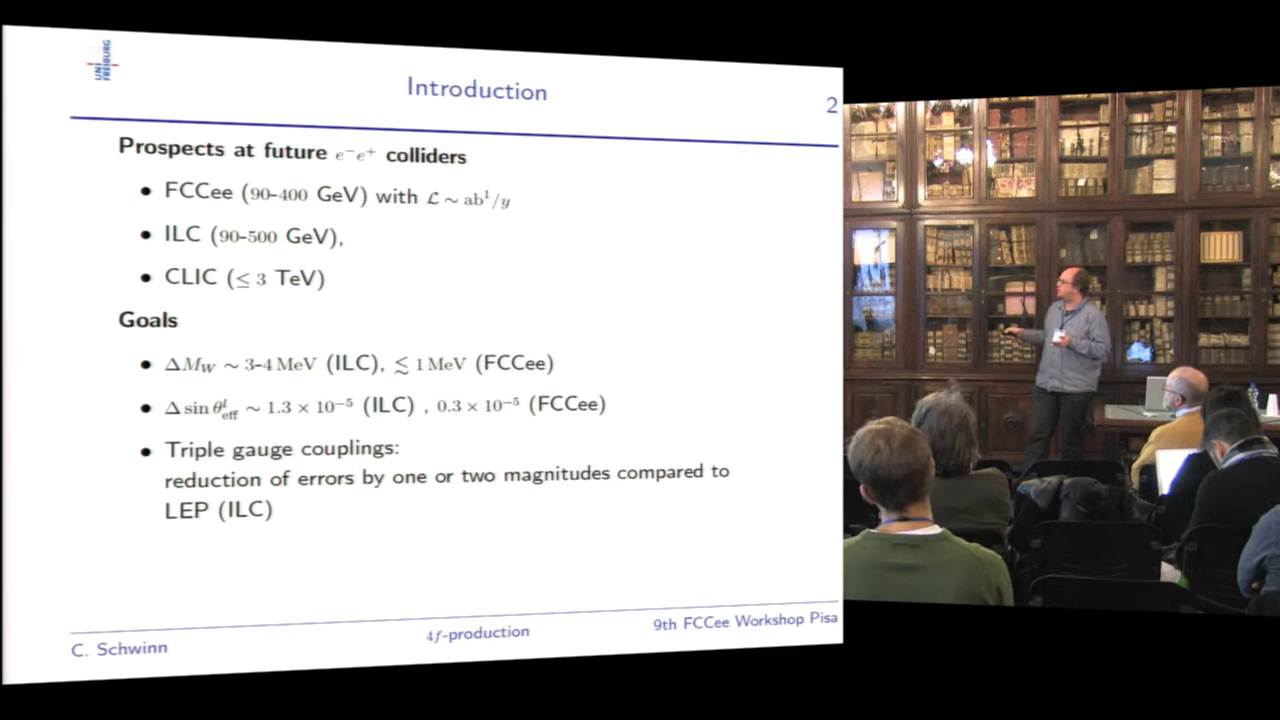 UNI
FREIBURG
Introduction
2
Prospects at future e⁻e⁺ colliders
• FCCee (90-400 GeV) with ℒ ~ ab¹/y
• ILC (90-500 GeV),
• CLIC (≤ 3 TeV)
Goals
• ΔM_W ~ 3-4 MeV (ILC), ≲ 1 MeV (FCCee)
• Δ sin θ^l_eff ~ 1.3 × 10⁻⁵ (ILC) , 0.3 × 10⁻⁵ (FCCee)
• Triple gauge couplings:
reduction of errors by one or two magnitudes compared to
LEP (ILC)
C. Schwinn
4f-production
9th FCCee Workshop Pisa